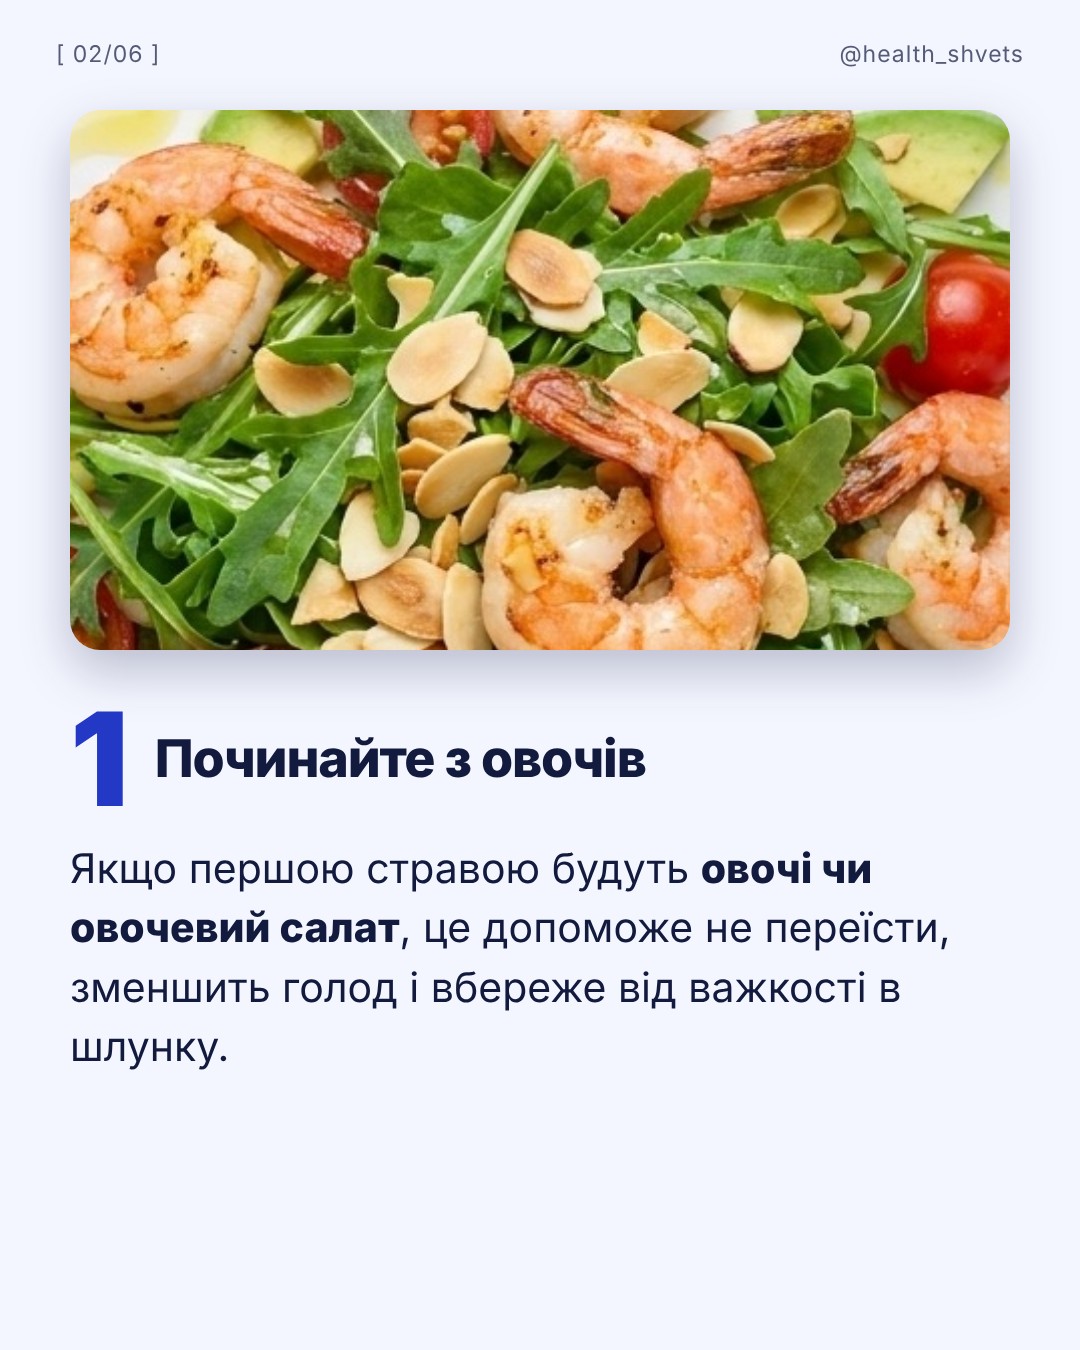 [ 02/06 ]
@health_shvets
1 Починайте з овочів
Якщо першою стравою будуть овочі чи
овочевий салат, це допоможе не переїсти,
зменшить голод і вбереже від важкості в
шлунку.